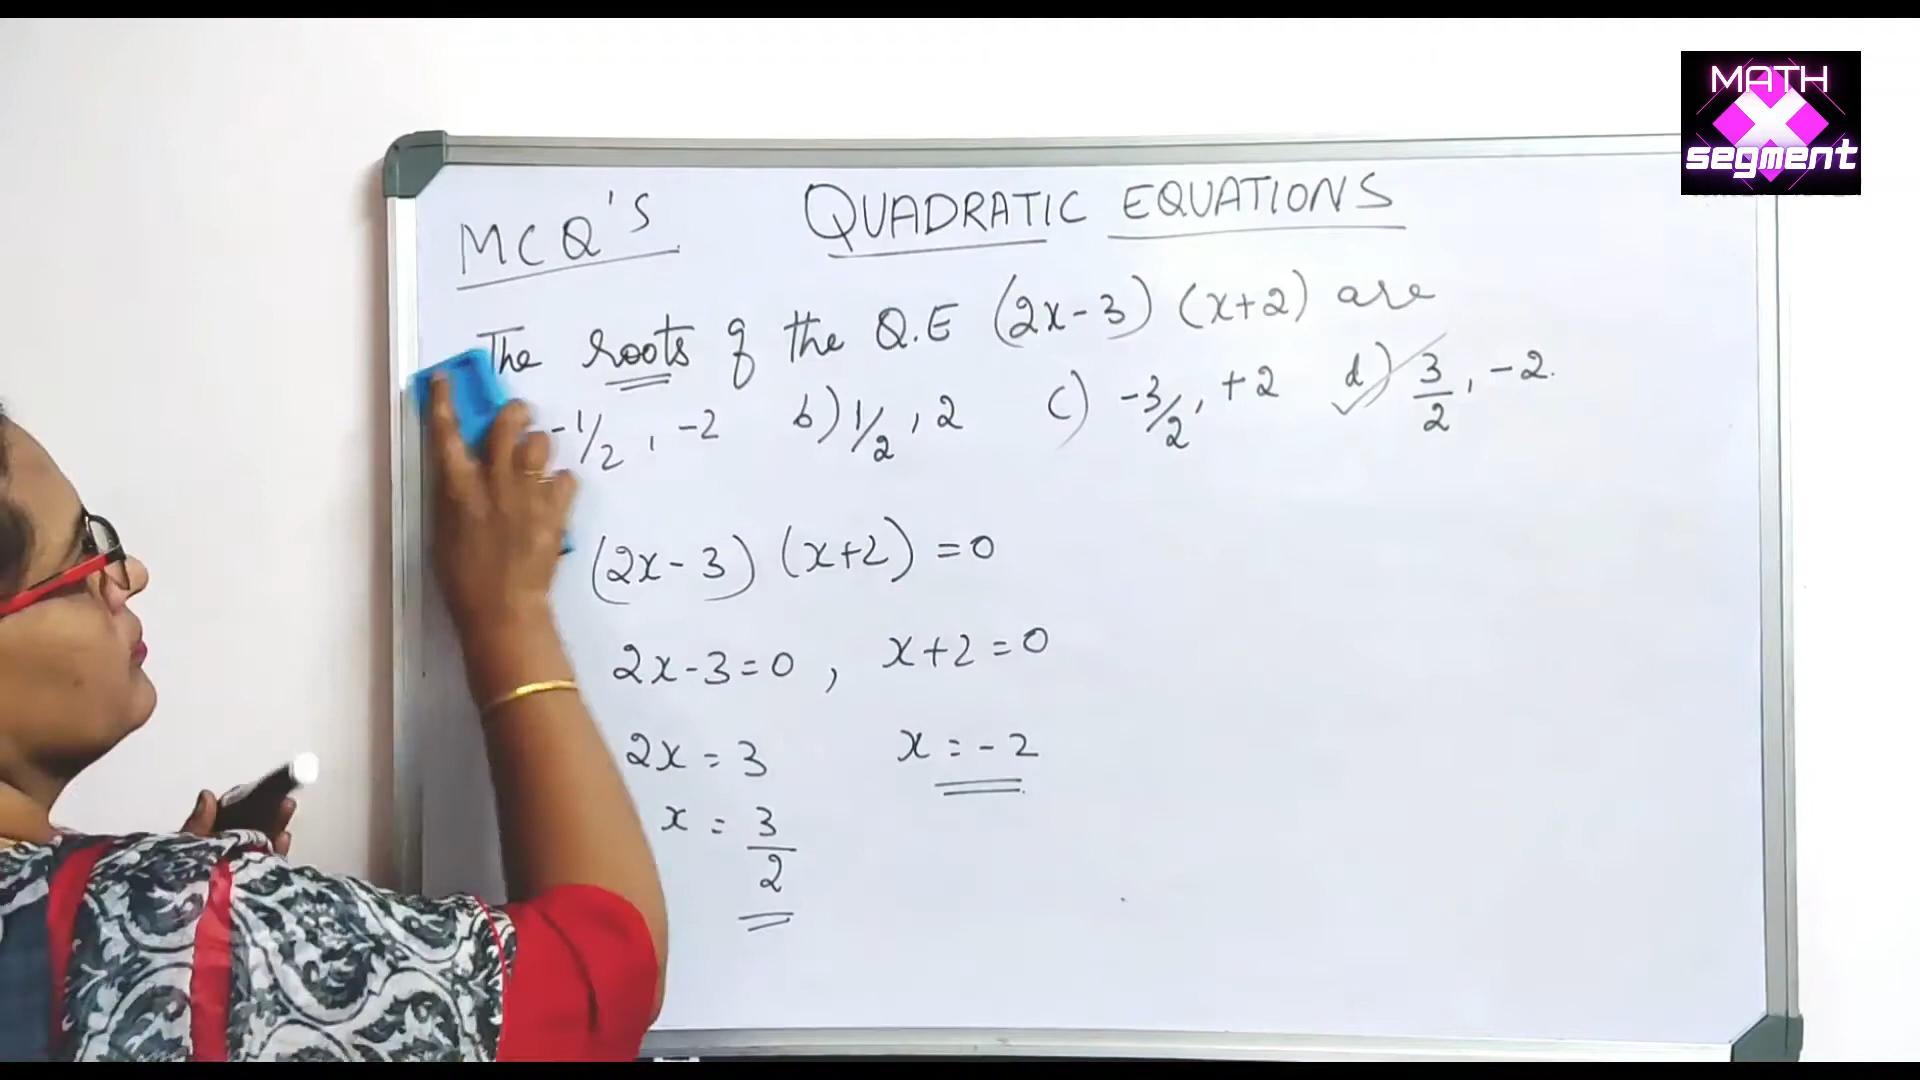 MATH
segment
MCQ'S QUADRATIC EQUATIONS
The roots of the Q.E (2x-3) (x+2) are
-1/2, -2 b) 1/2, 2 c) -3/2, +2 d) 3/2, -2.
(2x-3) (x+2) =0
2x-3=0, x+2=0
2x=3 x=-2
x=3/2